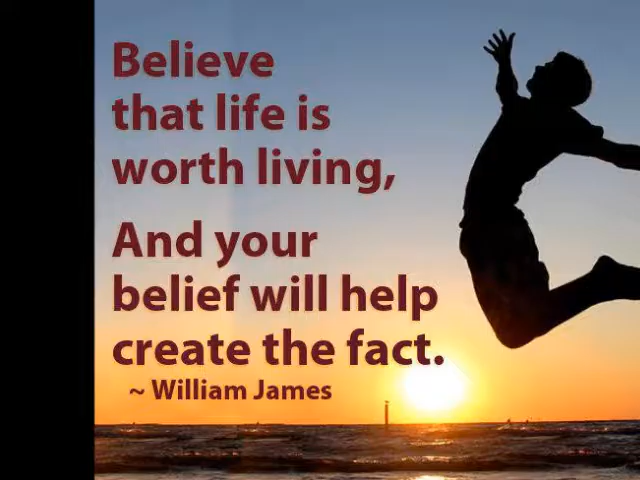 Believe
that life is
worth living,
And your
belief will help
create the fact.
~ William James